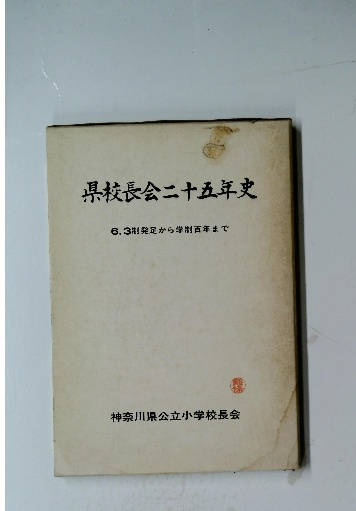 県校長会二十五年史
6.3制発足から学制百年まで
神奈川県公立小学校長会